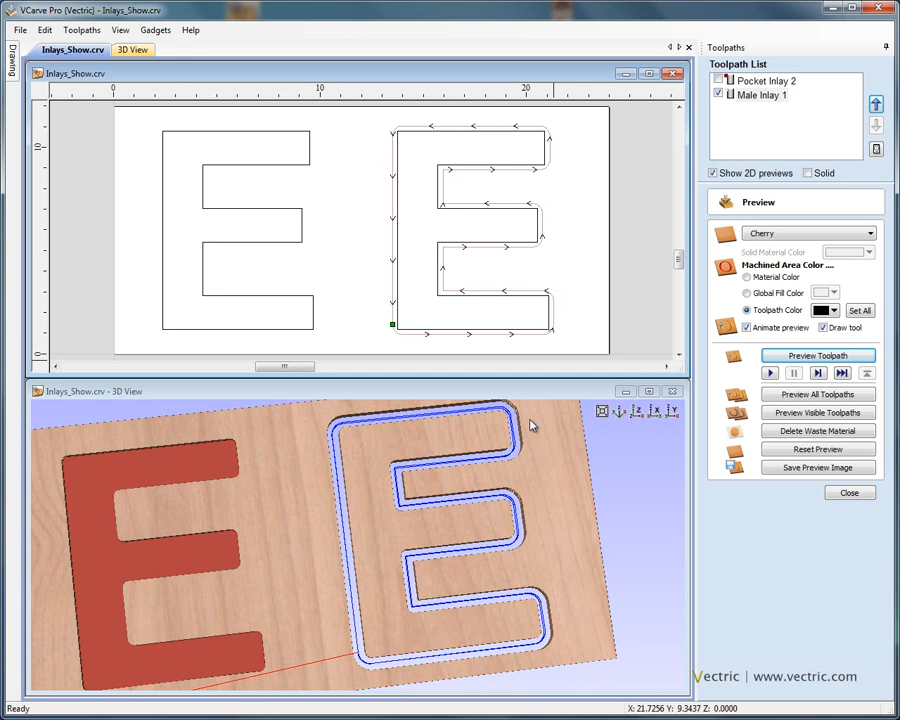 VCarve Pro (Vectric) - Inlays_Show.crv
File Edit Toolpaths View Gadgets Help
Drawing
Inlays_Show.crv 3D View
Inlays_Show.crv
0 10 20
10
0
Inlays_Show.crv - 3D View
Z X Y
Toolpaths
Toolpath List
Pocket Inlay 2
Male Inlay 1
Show 2D previews Solid
Preview
Cherry
Solid Material Color
Machined Area Color ....
Material Color
Global Fill Color
Toolpath Color Set All
Animate preview Draw tool
Preview Toolpath
Preview All Toolpaths
Preview Visible Toolpaths
Delete Waste Material
Reset Preview
Save Preview Image
Close
Vectric | www.vectric.com
Ready X: 21.7256 Y: 9.3437 Z: 0.0000